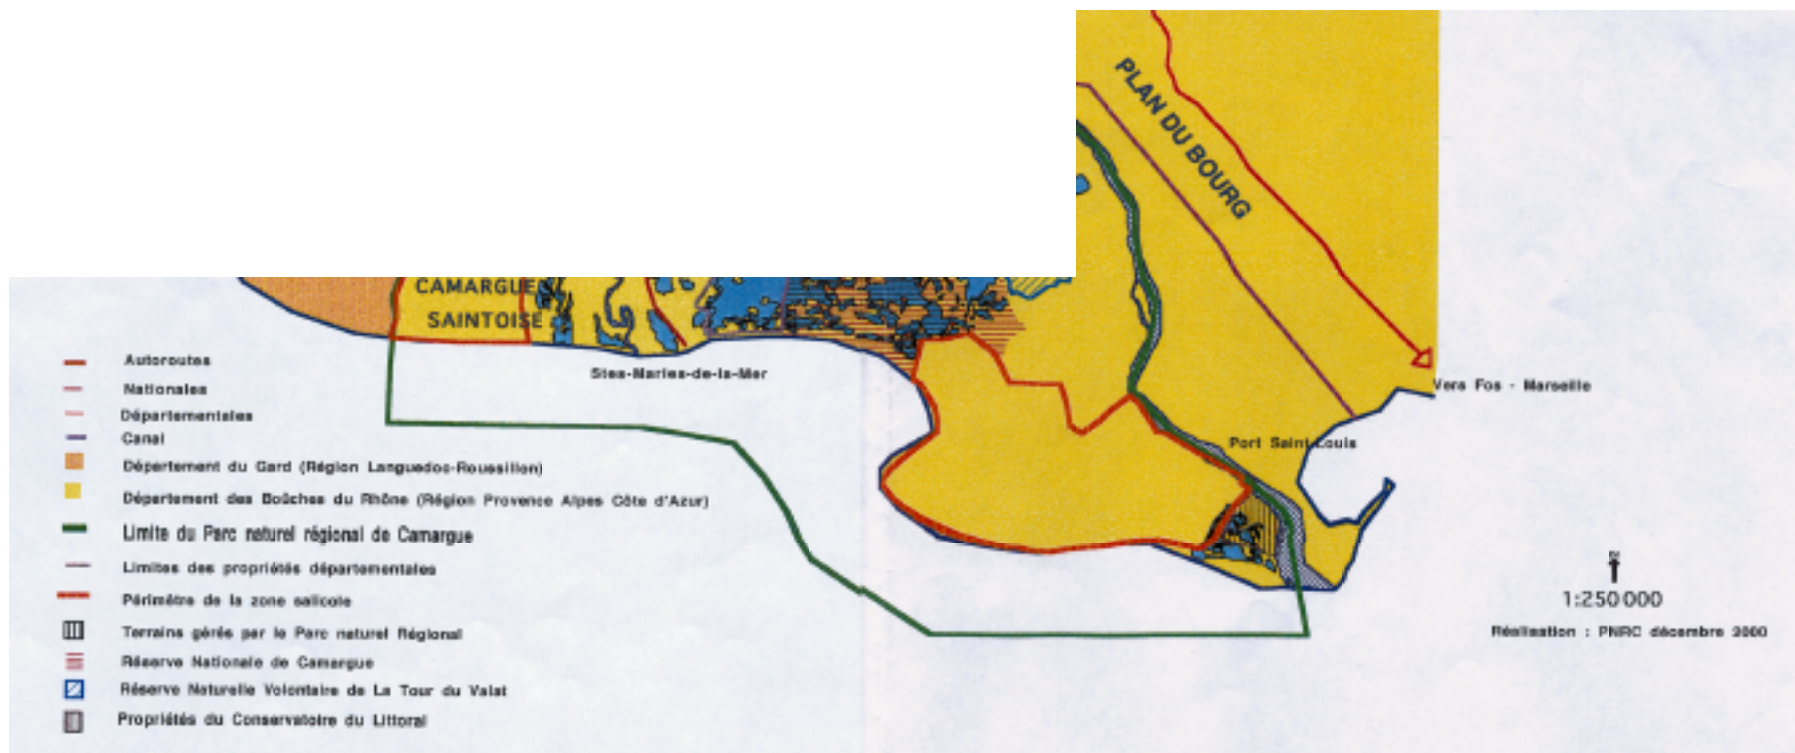 PLAN DU BOURG
CAMARGUE
SAINTOISE
Stes-Maries-de-la-Mer
Vers Fos - Marseille
Port Saint Louis
Autoroutes
Nationales
Départementales
Canal
Département du Gard (Région Languedoc-Roussillon)
Département des Boûches du Rhône (Région Provence Alpes Côte d'Azur)
Limite du Parc naturel régional de Camargue
Limites des propriétés départementales
Périmètre de la zone salicole
Terrains gérés par le Parc naturel Régional
Réserve Nationale de Camargue
Réserve Naturelle Volontaire de La Tour du Valat
Propriétés du Conservatoire du Littoral
N
1:250 000
Réalisation : PNRC décembre 2000